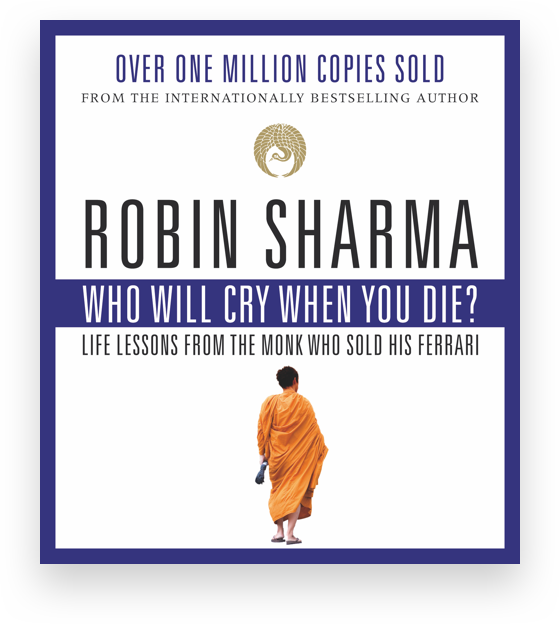 OVER ONE MILLION COPIES SOLD
FROM THE INTERNATIONALLY BESTSELLING AUTHOR
ROBIN SHARMA
WHO WILL CRY WHEN YOU DIE?
LIFE LESSONS FROM THE MONK WHO SOLD HIS FERRARI